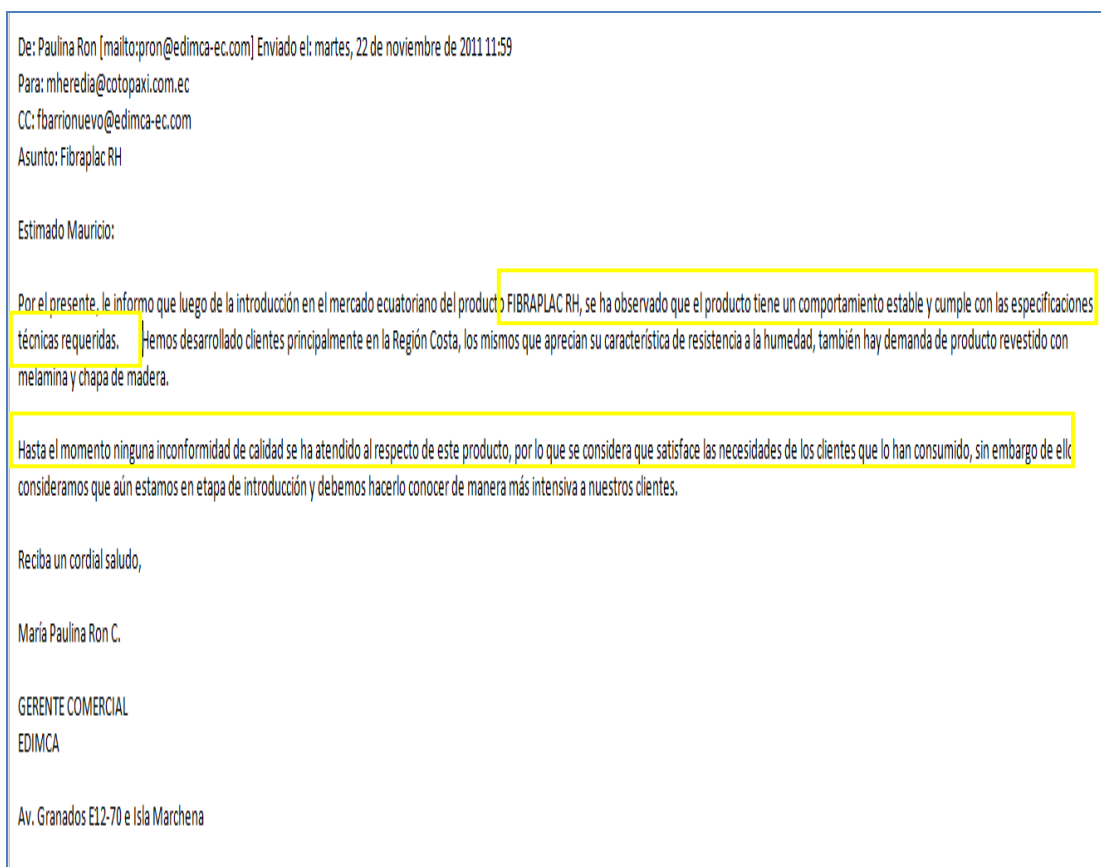 De: Paulina Ron [mailto:pron@edimca-ec.com] Enviado el: martes, 22 de noviembre de 2011 11:59
Para: mheredia@cotopaxi.com.ec
CC: fbarrionuevo@edimca-ec.com
Asunto: Fibraplac RH
Estimado Mauricio:
Por el presente, le informo que luego de la introducción en el mercado ecuatoriano del producto FIBRAPLAC RH, se ha observado que el producto tiene un comportamiento estable y cumple con las especificaciones
técnicas requeridas. Hemos desarrollado clientes principalmente en la Región Costa, los mismos que aprecian su característica de resistencia a la humedad, también hay demanda de producto revestido con
melamina y chapa de madera.
Hasta el momento ninguna inconformidad de calidad se ha atendido al respecto de este producto, por lo que se considera que satisface las necesidades de los clientes que lo han consumido, sin embargo de ello
consideramos que aún estamos en etapa de introducción y debemos hacerlo conocer de manera más intensiva a nuestros clientes.
Reciba un cordial saludo,
María Paulina Ron C.
GERENTE COMERCIAL
EDIMCA
Av. Granados E12-70 e Isla Marchena